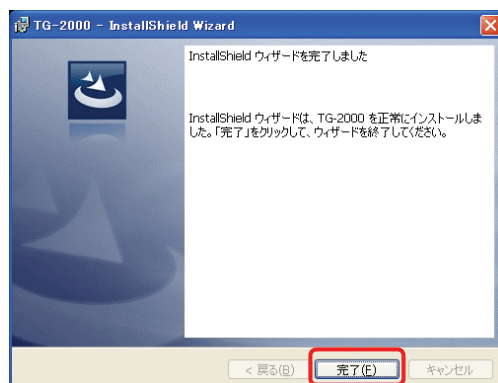 TG-2000 - InstallShield Wizard
InstallShield ウィザードを完了しました
InstallShield ウィザードは、TG-2000 を正常にインストールしま
した。「完了」をクリックして、ウィザードを終了してください。
< 戻る(B) 完了(F) キャンセル